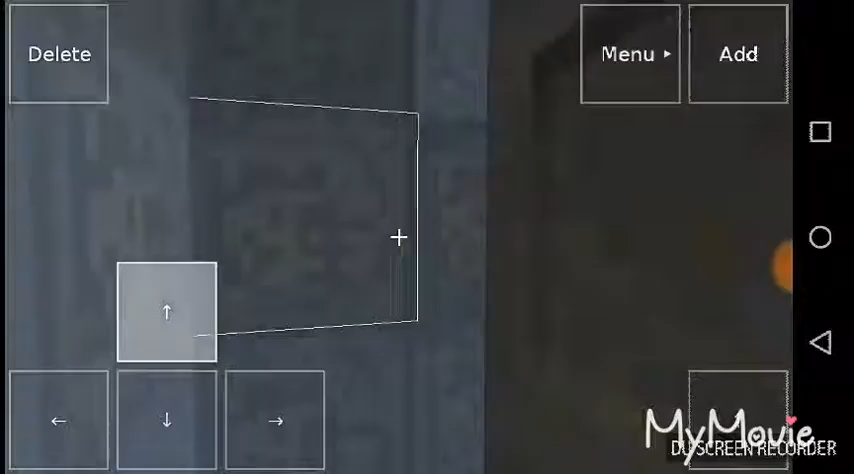 Delete
Menu ▸
Add
↑
← ↓ →
MyMovie
DU SCREEN RECORDER